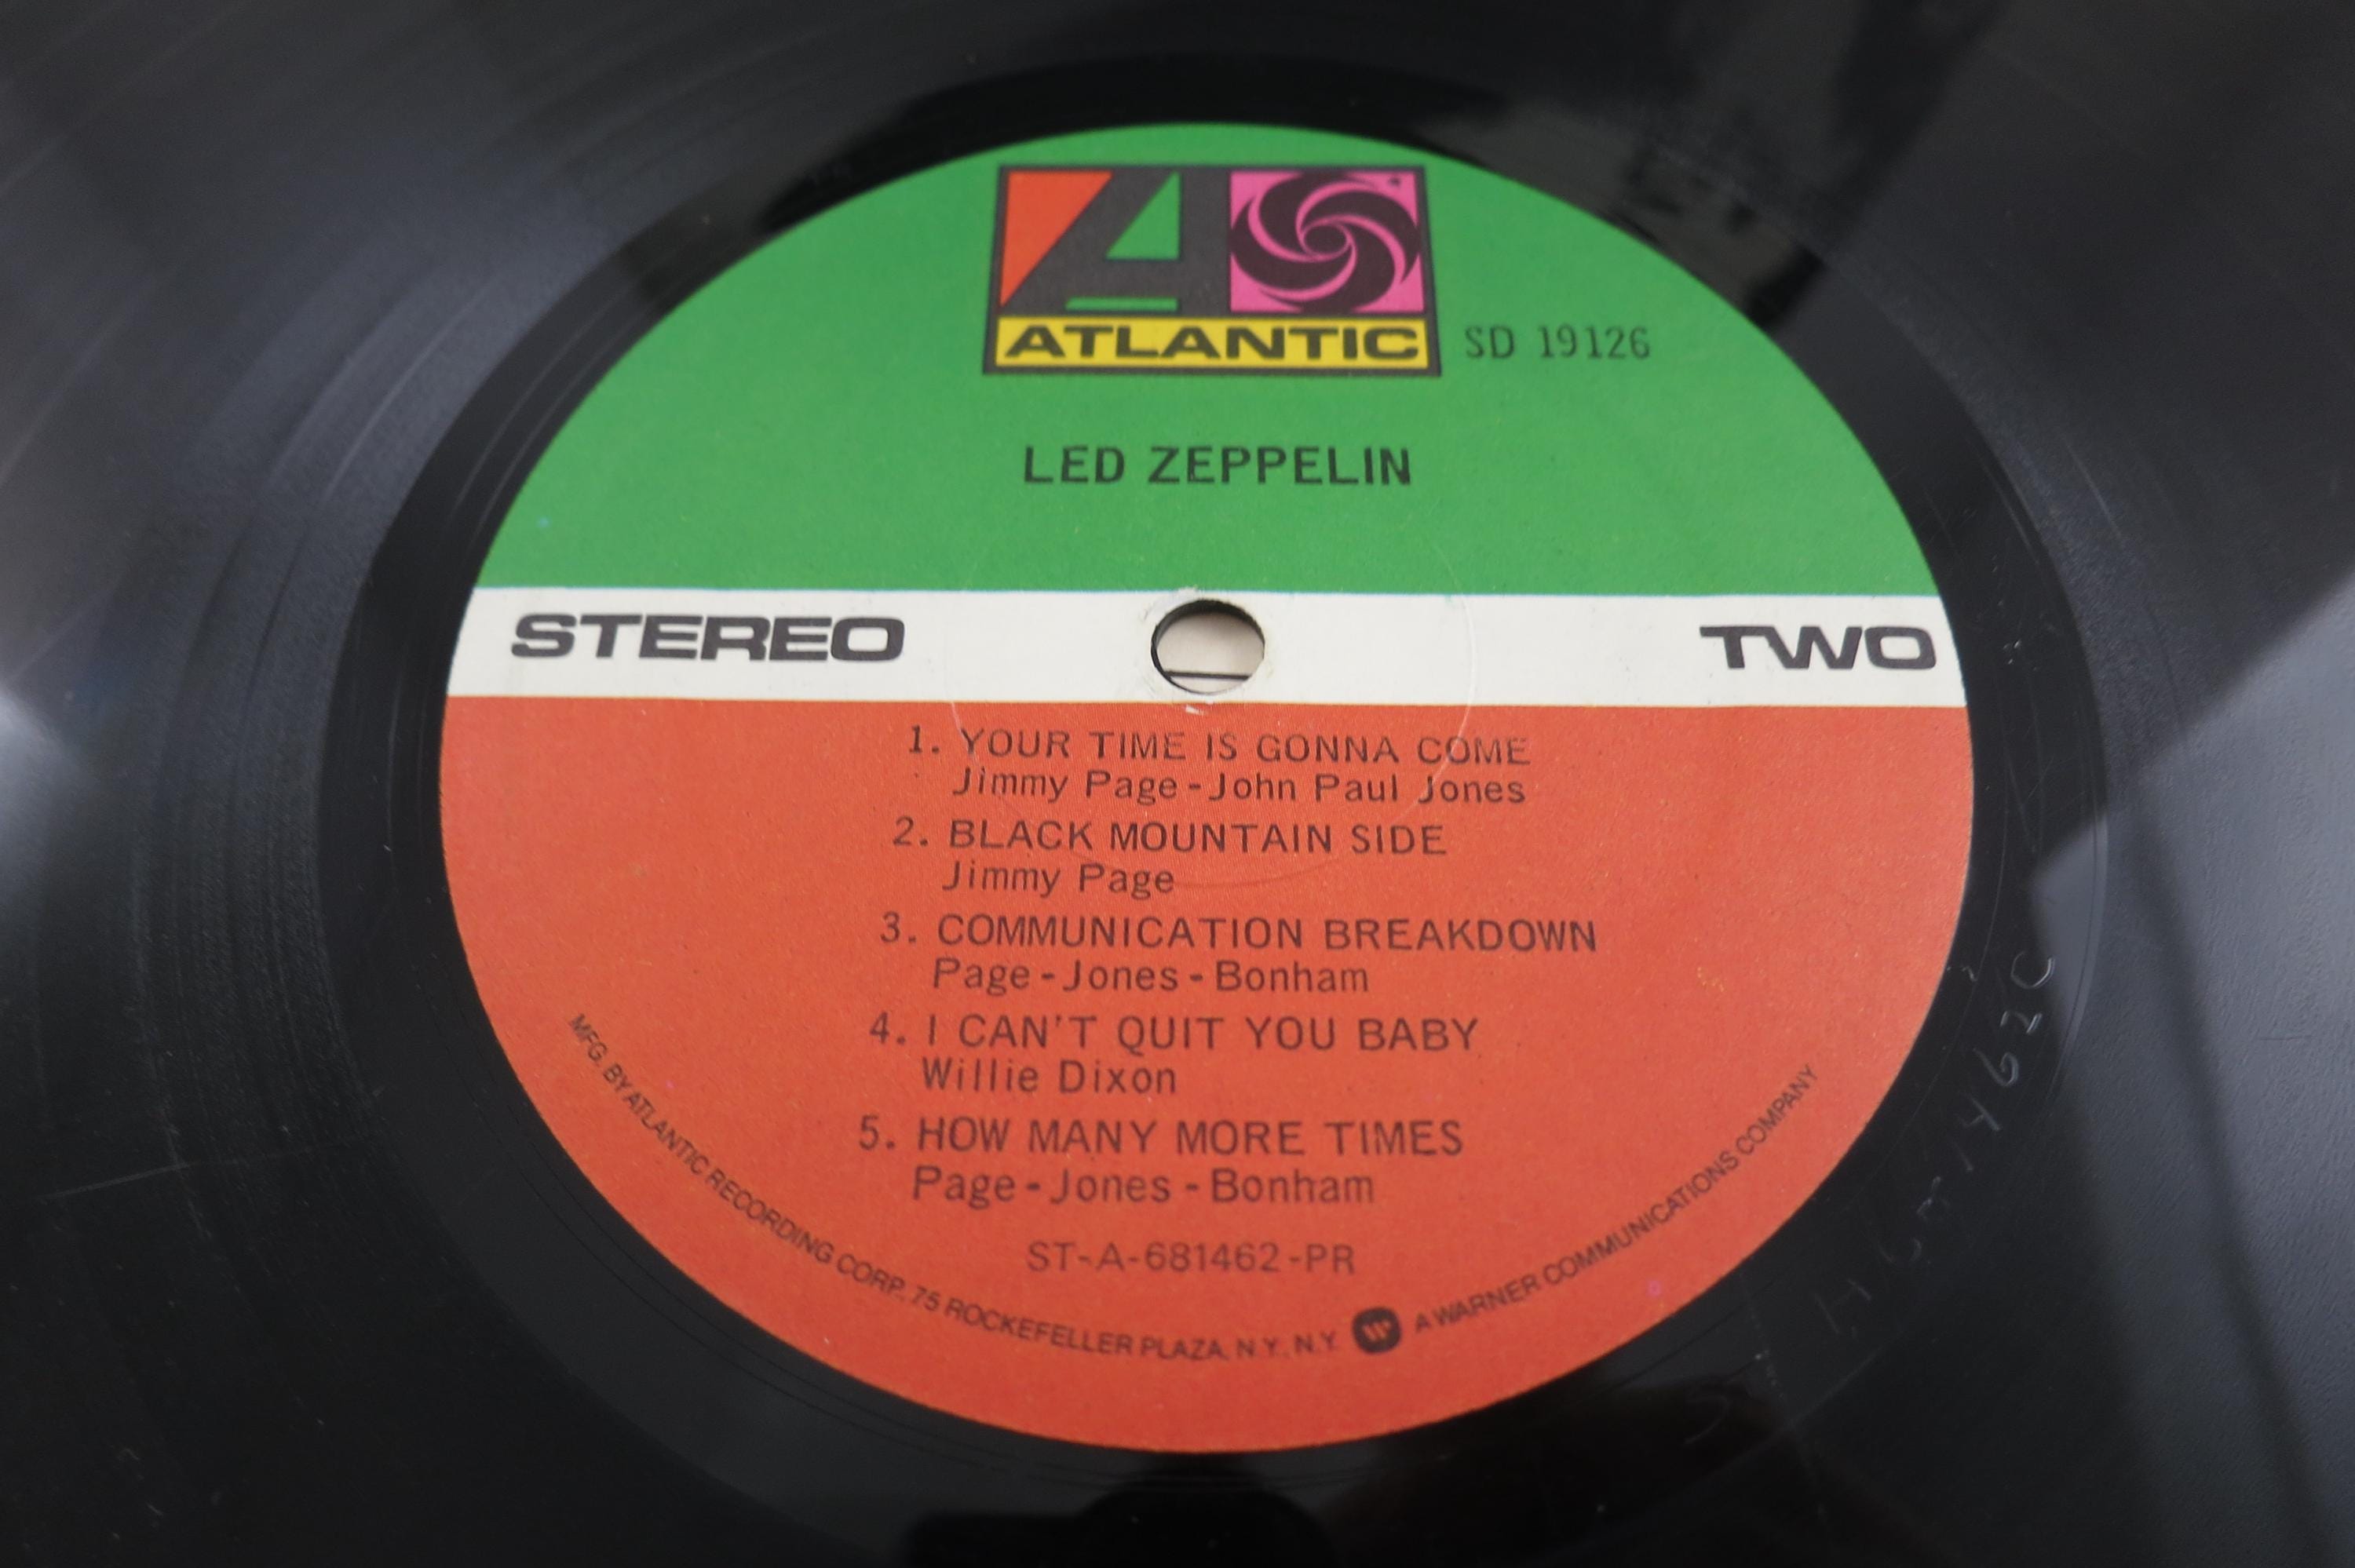 ATLANTIC
SD 19126
LED ZEPPELIN
STEREO
TWO
1. YOUR TIME IS GONNA COME
Jimmy Page - John Paul Jones
2. BLACK MOUNTAIN SIDE
Jimmy Page
3. COMMUNICATION BREAKDOWN
Page - Jones - Bonham
4. I CAN'T QUIT YOU BABY
Willie Dixon
5. HOW MANY MORE TIMES
Page - Jones - Bonham
ST-A-681462-PR
MFG. BY ATLANTIC RECORDING CORP., 75 ROCKEFELLER PLAZA, N.Y., N.Y. A WARNER COMMUNICATIONS COMPANY